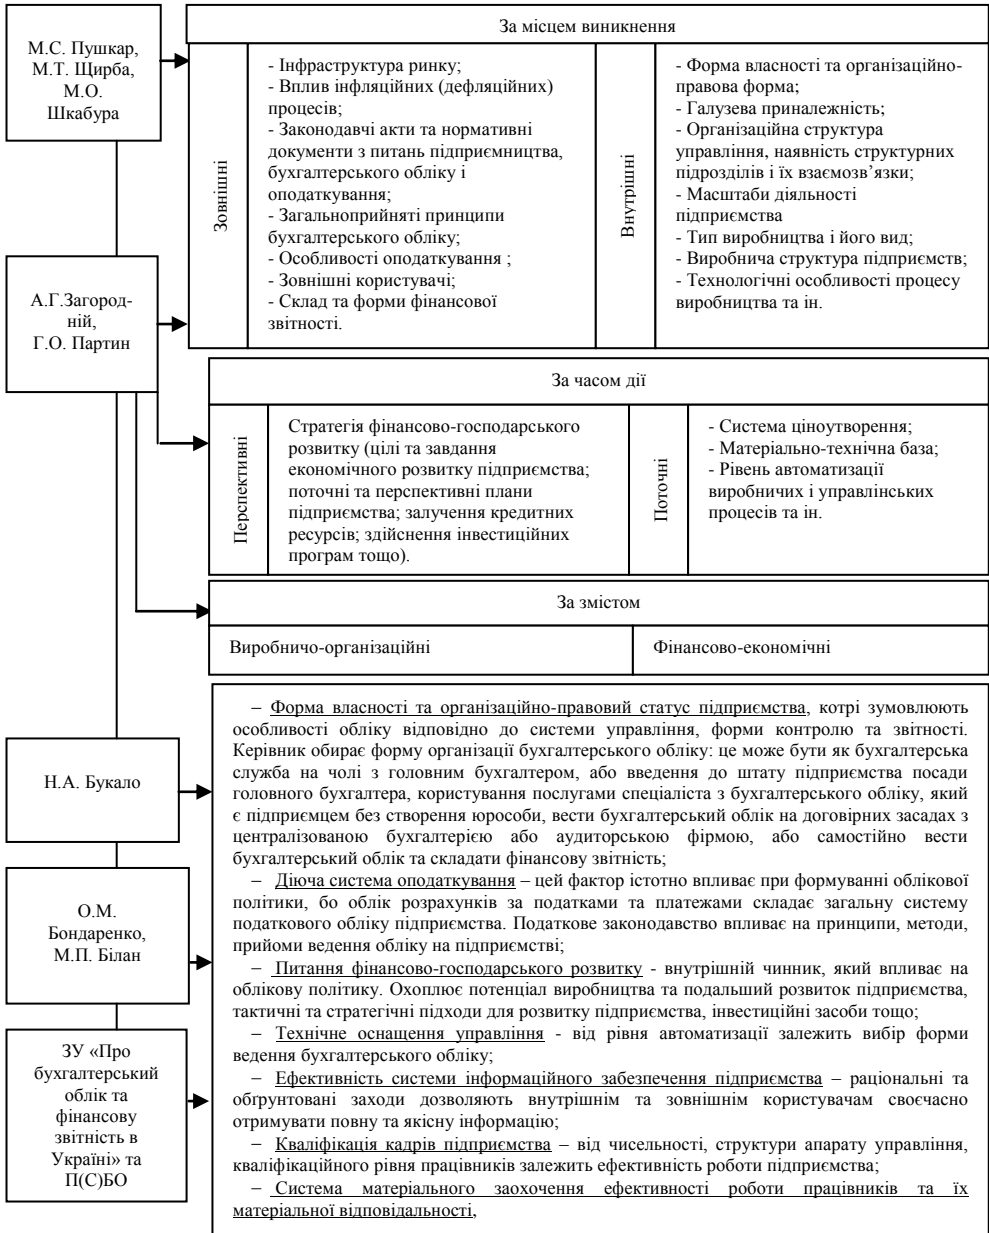 М.С. Пушкар,
М.Т. Щирба,
М.О.
Шкабура
За місцем виникнення
Зовнішні
- Інфраструктура ринку;
- Вплив інфляційних (дефляційних)
процесів;
- Законодавчі акти та нормативні
документи з питань підприємництва,
бухгалтерського обліку і
оподаткування;
- Загальноприйняті принципи
бухгалтерського обліку;
- Особливості оподаткування ;
- Зовнішні користувачі;
- Склад та форми фінансової
звітності.
Внутрішні
- Форма власності та організаційно-
правова форма;
- Галузева приналежність;
- Організаційна структура
управління, наявність структурних
підрозділів і їх взаємозв’язки;
- Масштаби діяльності
підприємства
- Тип виробництва і його вид;
- Виробнича структура підприємств;
- Технологічні особливості процесу
виробництва та ін.
А.Г.Загород-
ній,
Г.О. Партин
За часом дії
Перспективні
Стратегія фінансово-господарського
розвитку (цілі та завдання
економічного розвитку підприємства;
поточні та перспективні плани
підприємства; залучення кредитних
ресурсів; здійснення інвестиційних
програм тощо).
Поточні
- Система ціноутворення;
- Матеріально-технічна база;
- Рівень автоматизації
виробничих і управлінських
процесів та ін.
За змістом
Виробничо-організаційні
Фінансово-економічні
Н.А. Букало
О.М.
Бондаренко,
М.П. Білан
ЗУ «Про
бухгалтерський
облік та
фінансову
звітність в
Україні» та
П(С)БО
– Форма власності та організаційно-правовий статус підприємства, котрі зумовлюють
особливості обліку відповідно до системи управління, форми контролю та звітності.
Керівник обирає форму організації бухгалтерського обліку: це може бути як бухгалтерська
служба на чолі з головним бухгалтером, або введення до штату підприємства посади
головного бухгалтера, користування послугами спеціаліста з бухгалтерського обліку, який
є підприємцем без створення юрособи, вести бухгалтерський облік на договірних засадах з
централізованою бухгалтерією або аудиторською фірмою, або самостійно вести
бухгалтерський облік та складати фінансову звітність;
– Діюча система оподаткування – цей фактор істотно впливає при формуванні облікової
політики, бо облік розрахунків за податками та платежами складає загальну систему
податкового обліку підприємства. Податкове законодавство впливає на принципи, методи,
прийоми ведення обліку на підприємстві;
– Питання фінансово-господарського розвитку - внутрішній чинник, який впливає на
облікову політику. Охоплює потенціал виробництва та подальший розвиток підприємства,
тактичні та стратегічні підходи для розвитку підприємства, інвестиційні засоби тощо;
– Технічне оснащення управління - від рівня автоматизації залежить вибір форми
ведення бухгалтерського обліку;
– Ефективність системи інформаційного забезпечення підприємства – раціональні та
обґрунтовані заходи дозволяють внутрішнім та зовнішнім користувачам своєчасно
отримувати повну та якісну інформацію;
– Кваліфікація кадрів підприємства – від чисельності, структури апарату управління,
кваліфікаційного рівня працівників залежить ефективність роботи підприємства;
– Система матеріального заохочення ефективності роботи працівників та їх
матеріальної відповідальності,